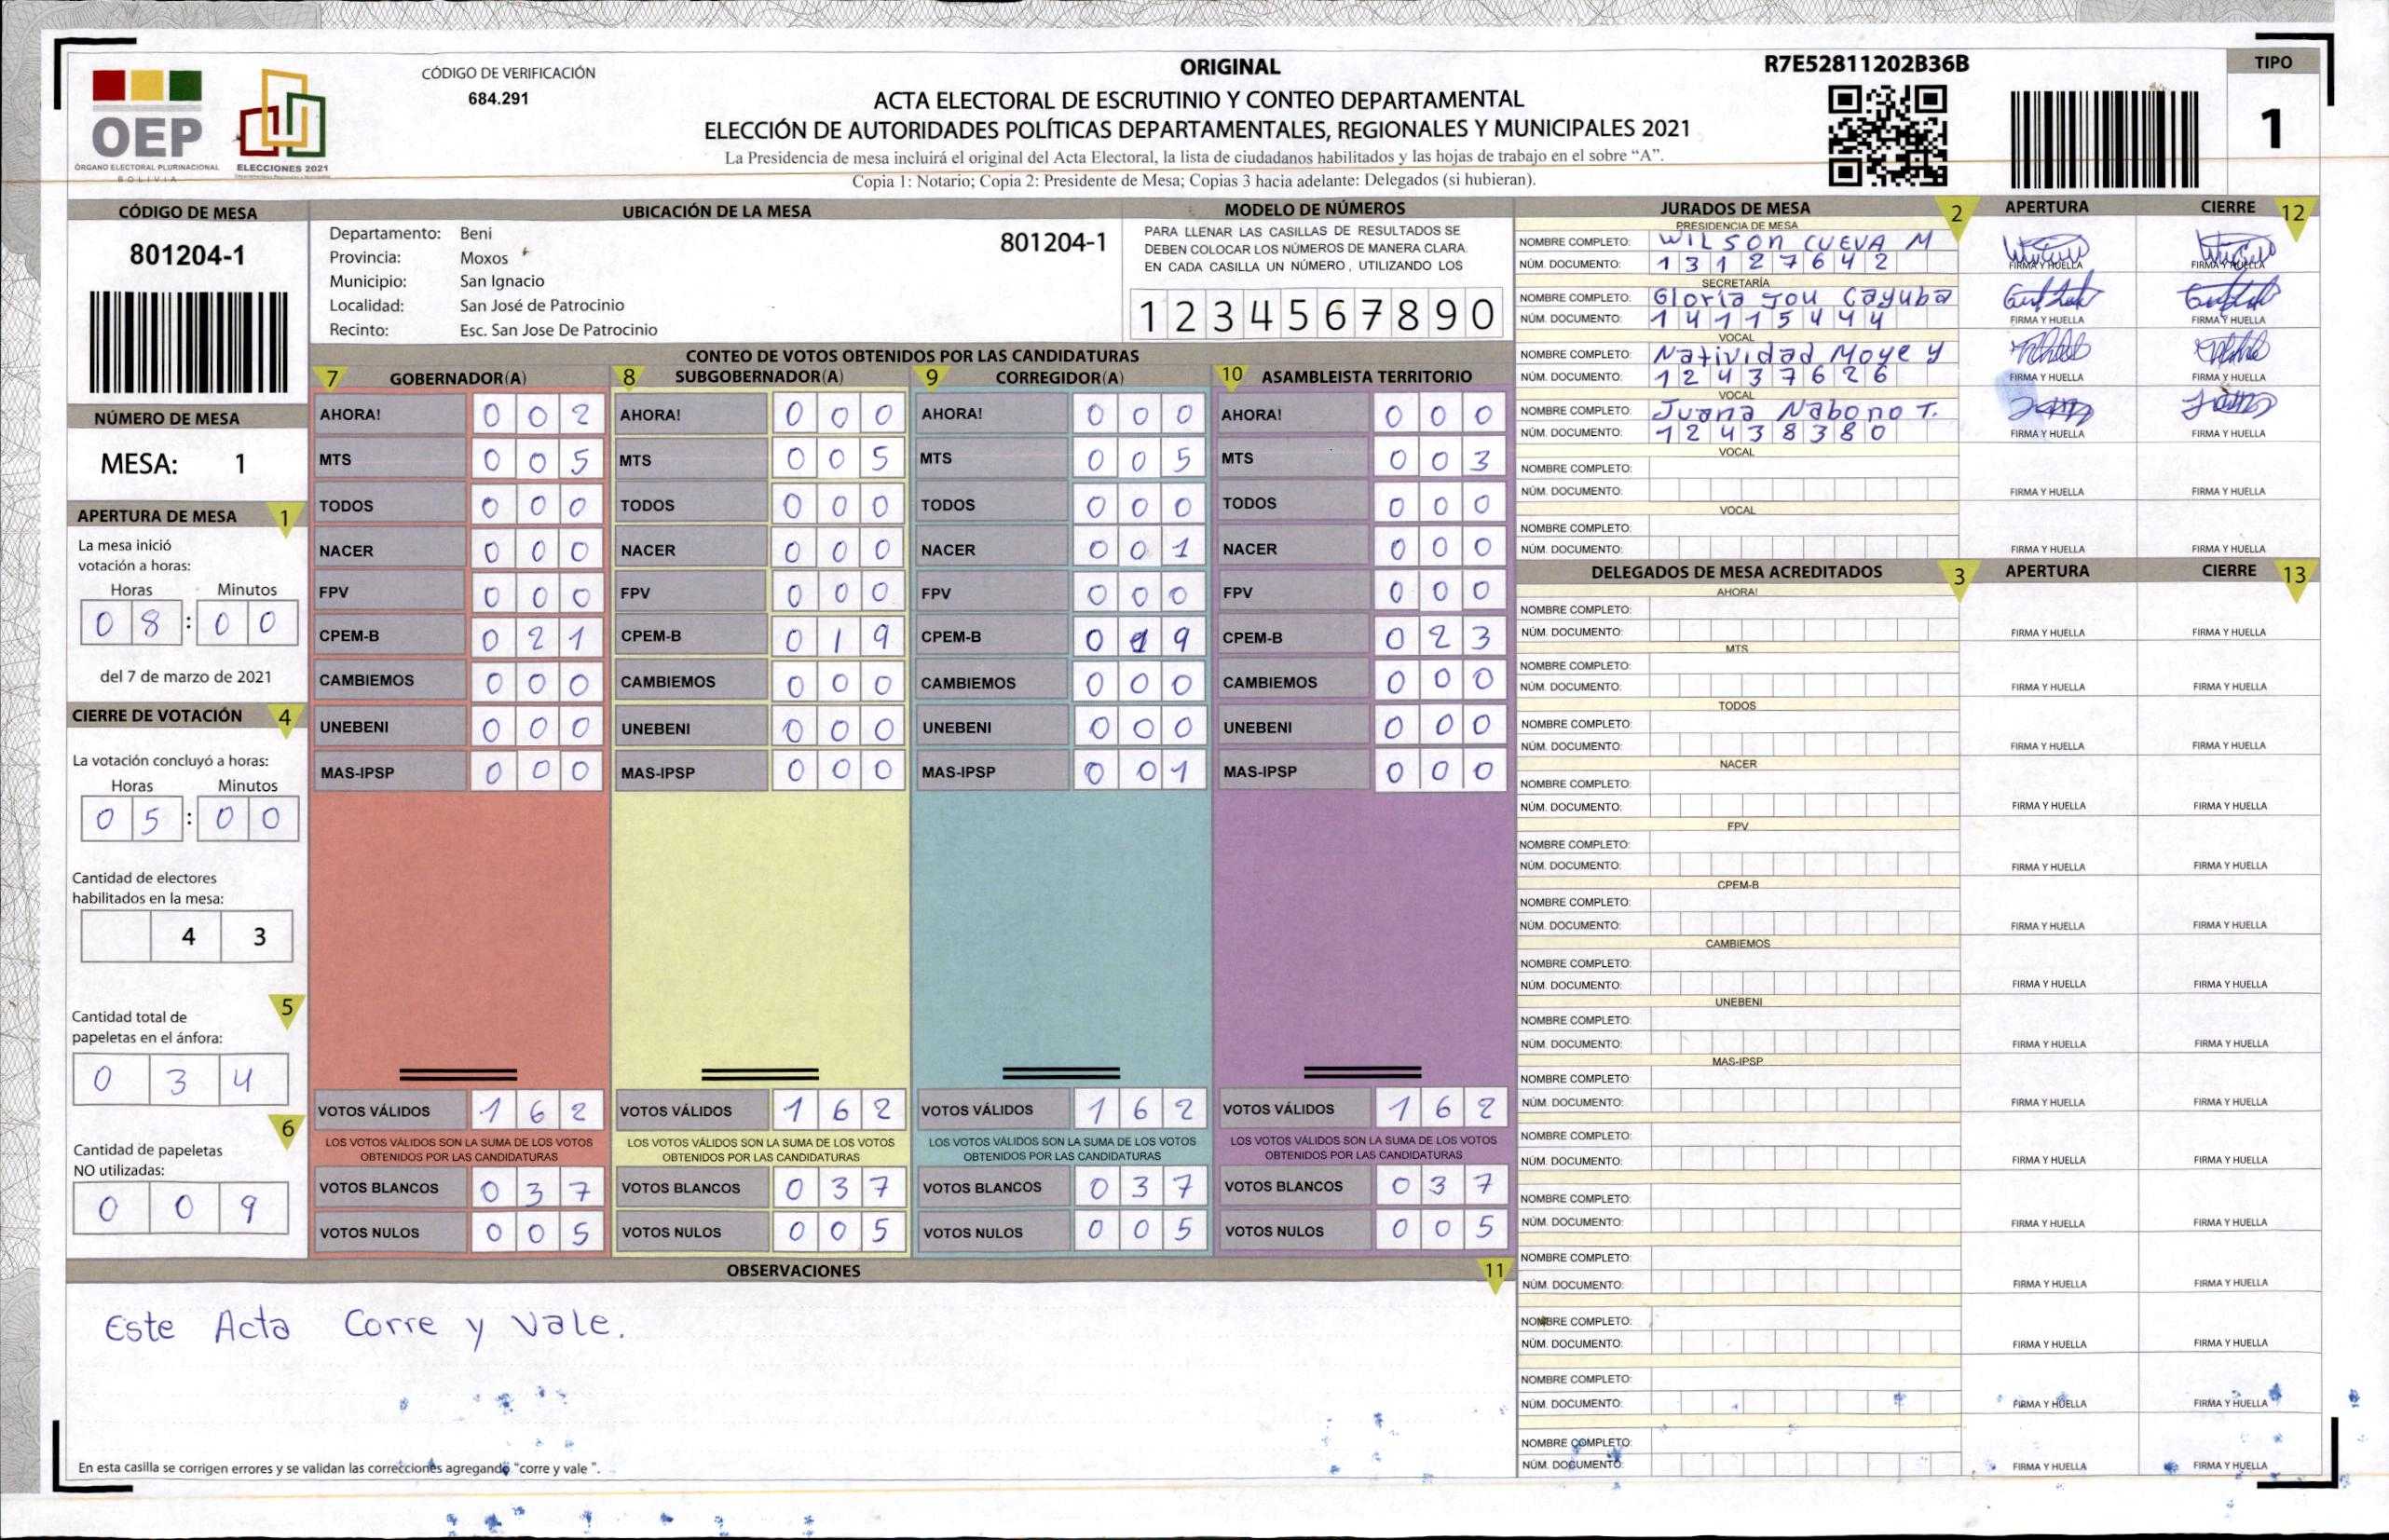 ORIGINAL
R7E52811202B36B
TIPO
1
OEP
ÓRGANO ELECTORAL PLURINACIONAL
BOLIVIA
ELECCIONES 2021
CÓDIGO DE VERIFICACIÓN
684.291
ACTA ELECTORAL DE ESCRUTINIO Y CONTEO DEPARTAMENTAL
ELECCIÓN DE AUTORIDADES POLÍTICAS DEPARTAMENTALES, REGIONALES Y MUNICIPALES 2021
La Presidencia de mesa incluirá el original del Acta Electoral, la lista de ciudadanos habilitados y las hojas de trabajo en el sobre “A”.
Copia 1: Notario; Copia 2: Presidente de Mesa; Copias 3 hacia adelante: Delegados (si hubieran).
CÓDIGO DE MESA
801204-1
NÚMERO DE MESA
MESA: 1
APERTURA DE MESA 1
La mesa inició
votación a horas:
Horas Minutos
0 8 : 0 0
del 7 de marzo de 2021
CIERRE DE VOTACIÓN 4
La votación concluyó a horas:
Horas Minutos
0 5 : 0 0
Cantidad de electores
habilitados en la mesa:
4 3
5
Cantidad total de
papeletas en el ánfora:
0 3 4
6
Cantidad de papeletas
NO utilizadas:
0 0 9
UBICACIÓN DE LA MESA
Departamento: Beni 801204-1
Provincia: Moxos
Municipio: San Ignacio
Localidad: San José de Patrocinio
Recinto: Esc. San Jose De Patrocinio
MODELO DE NÚMEROS
PARA LLENAR LAS CASILLAS DE RESULTADOS SE
DEBEN COLOCAR LOS NÚMEROS DE MANERA CLARA.
EN CADA CASILLA UN NÚMERO, UTILIZANDO LOS
1 2 3 4 5 6 7 8 9 0
CONTEO DE VOTOS OBTENIDOS POR LAS CANDIDATURAS
7 GOBERNADOR(A) 8 SUBGOBERNADOR(A) 9 CORREGIDOR(A) 10 ASAMBLEISTA TERRITORIO
AHORA! 0 0 2 AHORA! 0 0 0 AHORA! 0 0 0 AHORA! 0 0 0
MTS 0 0 5 MTS 0 0 5 MTS 0 0 5 MTS 0 0 3
TODOS 0 0 0 TODOS 0 0 0 TODOS 0 0 0 TODOS 0 0 0
NACER 0 0 0 NACER 0 0 0 NACER 0 0 1 NACER 0 0 0
FPV 0 0 0 FPV 0 0 0 FPV 0 0 0 FPV 0 0 0
CPEM-B 0 2 1 CPEM-B 0 1 9 CPEM-B 0 1 9 CPEM-B 0 2 3
CAMBIEMOS 0 0 0 CAMBIEMOS 0 0 0 CAMBIEMOS 0 0 0 CAMBIEMOS 0 0 0
UNEBENI 0 0 0 UNEBENI 0 0 0 UNEBENI 0 0 0 UNEBENI 0 0 0
MAS-IPSP 0 0 0 MAS-IPSP 0 0 0 MAS-IPSP 0 0 1 MAS-IPSP 0 0 0
VOTOS VÁLIDOS 1 6 2 VOTOS VÁLIDOS 1 6 2 VOTOS VÁLIDOS 1 6 2 VOTOS VÁLIDOS 1 6 2
LOS VOTOS VÁLIDOS SON LA SUMA DE LOS VOTOS LOS VOTOS VÁLIDOS SON LA SUMA DE LOS VOTOS LOS VOTOS VÁLIDOS SON LA SUMA DE LOS VOTOS LOS VOTOS VÁLIDOS SON LA SUMA DE LOS VOTOS
OBTENIDOS POR LAS CANDIDATURAS OBTENIDOS POR LAS CANDIDATURAS OBTENIDOS POR LAS CANDIDATURAS OBTENIDOS POR LAS CANDIDATURAS
VOTOS BLANCOS 0 3 7 VOTOS BLANCOS 0 3 7 VOTOS BLANCOS 0 3 7 VOTOS BLANCOS 0 3 7
VOTOS NULOS 0 0 5 VOTOS NULOS 0 0 5 VOTOS NULOS 0 0 5 VOTOS NULOS 0 0 5
OBSERVACIONES 11
Este Acta Corre y Vale.
En esta casilla se corrigen errores y se validan las correcciones agregando “corre y vale ”.
JURADOS DE MESA 2 APERTURA CIERRE 12
PRESIDENCIA DE MESA
NOMBRE COMPLETO: WILSON CUEVA M
NÚM. DOCUMENTO: 1 3 1 2 7 6 4 2 FIRMA Y HUELLA FIRMA Y HUELLA
SECRETARÍA
NOMBRE COMPLETO: Gloria Jou Cayuba
NÚM. DOCUMENTO: 1 4 1 1 5 4 4 4 FIRMA Y HUELLA FIRMA Y HUELLA
VOCAL
NOMBRE COMPLETO: Natividad Moye Y
NÚM. DOCUMENTO: 1 2 4 3 7 6 2 6 FIRMA Y HUELLA FIRMA Y HUELLA
VOCAL
NOMBRE COMPLETO: Juana Nabono T.
NÚM. DOCUMENTO: 1 2 4 3 8 3 8 0 FIRMA Y HUELLA FIRMA Y HUELLA
VOCAL
NOMBRE COMPLETO:
NÚM. DOCUMENTO: FIRMA Y HUELLA FIRMA Y HUELLA
VOCAL
NOMBRE COMPLETO:
NÚM. DOCUMENTO: FIRMA Y HUELLA FIRMA Y HUELLA
DELEGADOS DE MESA ACREDITADOS 3 APERTURA CIERRE 13
AHORA!
NOMBRE COMPLETO:
NÚM. DOCUMENTO: FIRMA Y HUELLA FIRMA Y HUELLA
MTS
NOMBRE COMPLETO:
NÚM. DOCUMENTO: FIRMA Y HUELLA FIRMA Y HUELLA
TODOS
NOMBRE COMPLETO:
NÚM. DOCUMENTO: FIRMA Y HUELLA FIRMA Y HUELLA
NACER
NOMBRE COMPLETO:
NÚM. DOCUMENTO: FIRMA Y HUELLA FIRMA Y HUELLA
FPV
NOMBRE COMPLETO:
NÚM. DOCUMENTO: FIRMA Y HUELLA FIRMA Y HUELLA
CPEM-B
NOMBRE COMPLETO:
NÚM. DOCUMENTO: FIRMA Y HUELLA FIRMA Y HUELLA
CAMBIEMOS
NOMBRE COMPLETO:
NÚM. DOCUMENTO: FIRMA Y HUELLA FIRMA Y HUELLA
UNEBENI
NOMBRE COMPLETO:
NÚM. DOCUMENTO: FIRMA Y HUELLA FIRMA Y HUELLA
MAS-IPSP
NOMBRE COMPLETO:
NÚM. DOCUMENTO: FIRMA Y HUELLA FIRMA Y HUELLA
NOMBRE COMPLETO:
NÚM. DOCUMENTO: FIRMA Y HUELLA FIRMA Y HUELLA
NOMBRE COMPLETO:
NÚM. DOCUMENTO: FIRMA Y HUELLA FIRMA Y HUELLA
NOMBRE COMPLETO:
NÚM. DOCUMENTO: FIRMA Y HUELLA FIRMA Y HUELLA
NOMBRE COMPLETO:
NÚM. DOCUMENTO: FIRMA Y HUELLA FIRMA Y HUELLA
NOMBRE COMPLETO:
NÚM. DOCUMENTO: FIRMA Y HUELLA FIRMA Y HUELLA
NOMBRE COMPLETO:
NÚM. DOCUMENTO: FIRMA Y HUELLA FIRMA Y HUELLA